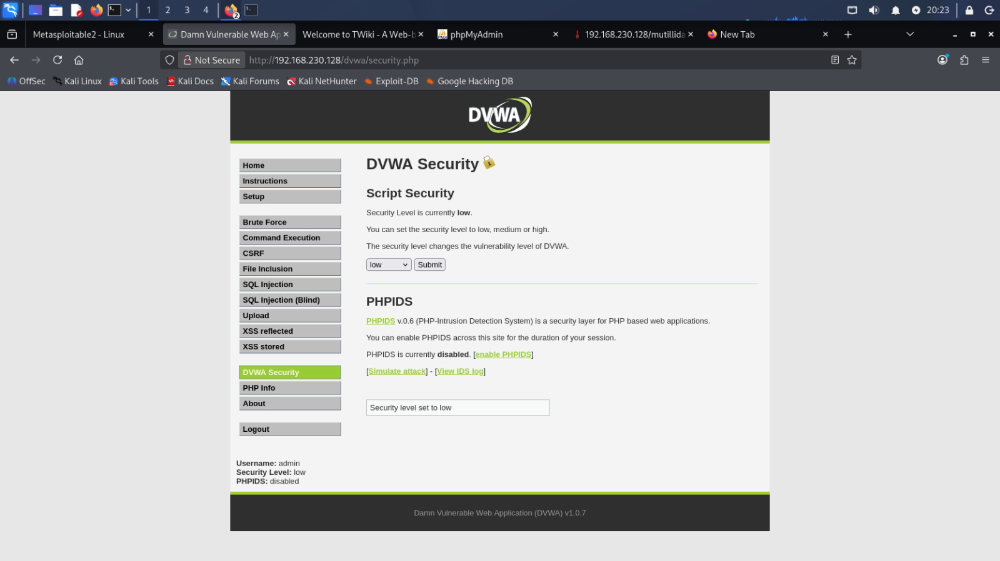 1 2 3 4 2 20:23
Metasploitable2 - Linux
Damn Vulnerable Web Ap
Welcome to TWiki - A Web-b
phpMyAdmin
192.168.230.128/mutillida
New Tab
Not Secure http://192.168.230.128/dvwa/security.php
OffSec Kali Linux Kali Tools Kali Docs Kali Forums Kali NetHunter Exploit-DB Google Hacking DB
DVWA
Home
Instructions
Setup
Brute Force
Command Execution
CSRF
File Inclusion
SQL Injection
SQL Injection (Blind)
Upload
XSS reflected
XSS stored
DVWA Security
PHP Info
About
Logout
DVWA Security
Script Security
Security Level is currently low.
You can set the security level to low, medium or high.
The security level changes the vulnerability level of DVWA.
low Submit
PHPIDS
PHPIDS v.0.6 (PHP-Intrusion Detection System) is a security layer for PHP based web applications.
You can enable PHPIDS across this site for the duration of your session.
PHPIDS is currently disabled. [enable PHPIDS]
[Simulate attack] - [View IDS log]
Security level set to low
Username: admin
Security Level: low
PHPIDS: disabled
Damn Vulnerable Web Application (DVWA) v1.0.7